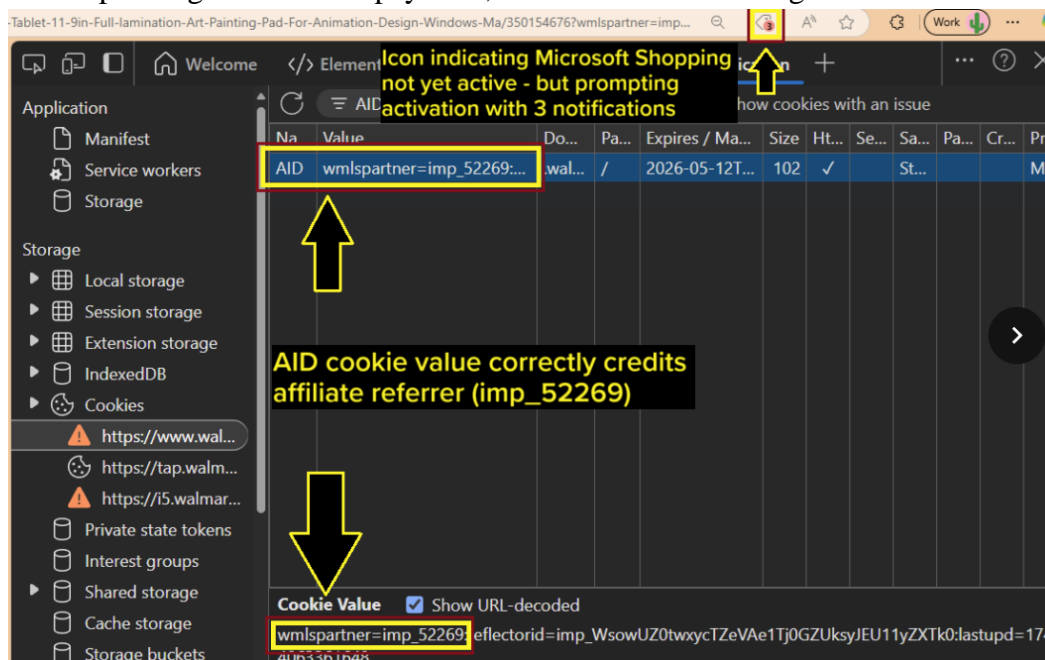 -Tablet-11-9in-Full-lamination-Art-Painting-Pad-For-Animation-Design-Windows-Ma/350154676?wmlspartner=imp... 3 Work
Welcome </> Elemen
Icon indicating Microsoft Shopping
not yet active - but prompting
activation with 3 notifications
Application
AID how cookies with an issue
Manifest
Na Value Do... Pa... Expires / Ma... Size Ht... Se... Sa... Pa... Cr... Pr
Service workers
AID wmlspartner=imp_52269:... .wal... / 2026-05-12T... 102 ✓ St... M
Storage
Storage
Local storage
Session storage
Extension storage
IndexedDB
AID cookie value correctly credits
affiliate referrer (imp_52269)
Cookies
https://www.wal...
https://tap.walm...
https://i5.walmar...
Private state tokens
Interest groups
Shared storage
Cache storage
Storage buckets
Cookie Value Show URL-decoded
wmlspartner=imp_52269: eflectorid=imp_WsowUZ0twxycTZeVAe1Tj0GZUksyJEU11yZXTk0:lastupd=17